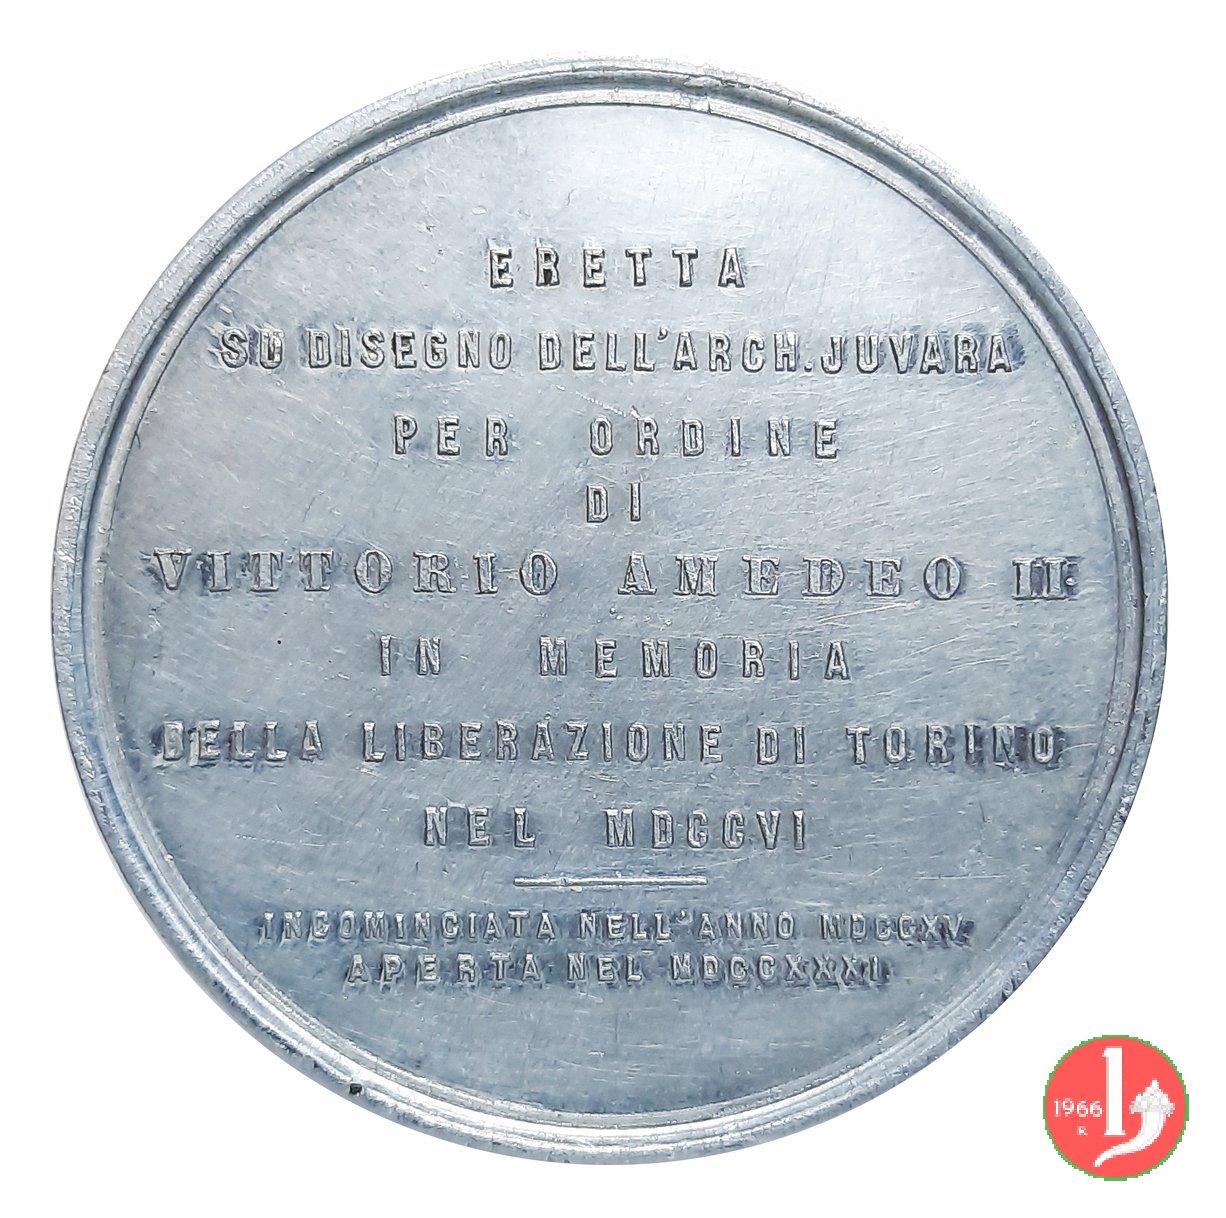 ERETTA
SU DISEGNO DELL'ARCH. JUVARA
PER ORDINE
DI
VITTORIO AMEDEO II.
IN MEMORIA
DELLA LIBERAZIONE DI TORINO
NEL MDCCVI
INCOMINCIATA NELL'ANNO MDCCXV
APERTA NEL MDCCXXXI
1966
R
1